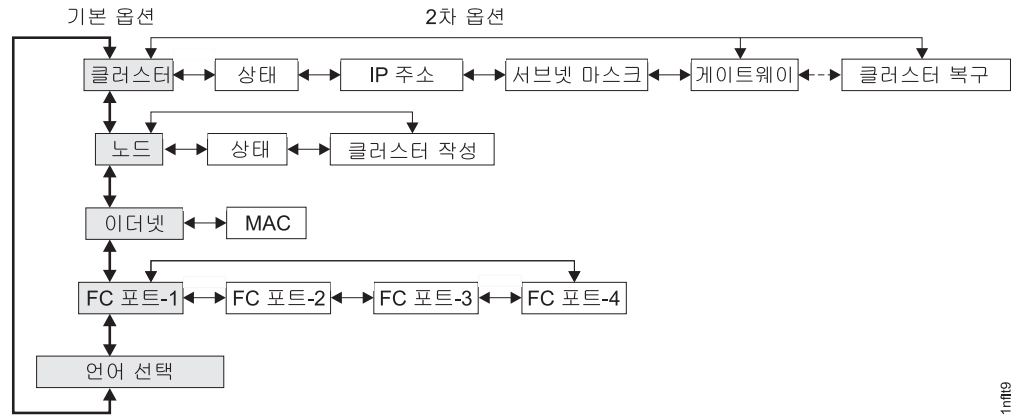 기본 옵션 2차 옵션
클러스터 상태 IP 주소 서브넷 마스크 게이트웨이 클러스터 복구
노드 상태 클러스터 작성
이더넷 MAC
FC 포트-1 FC 포트-2 FC 포트-3 FC 포트-4
언어 선택
1nflt9